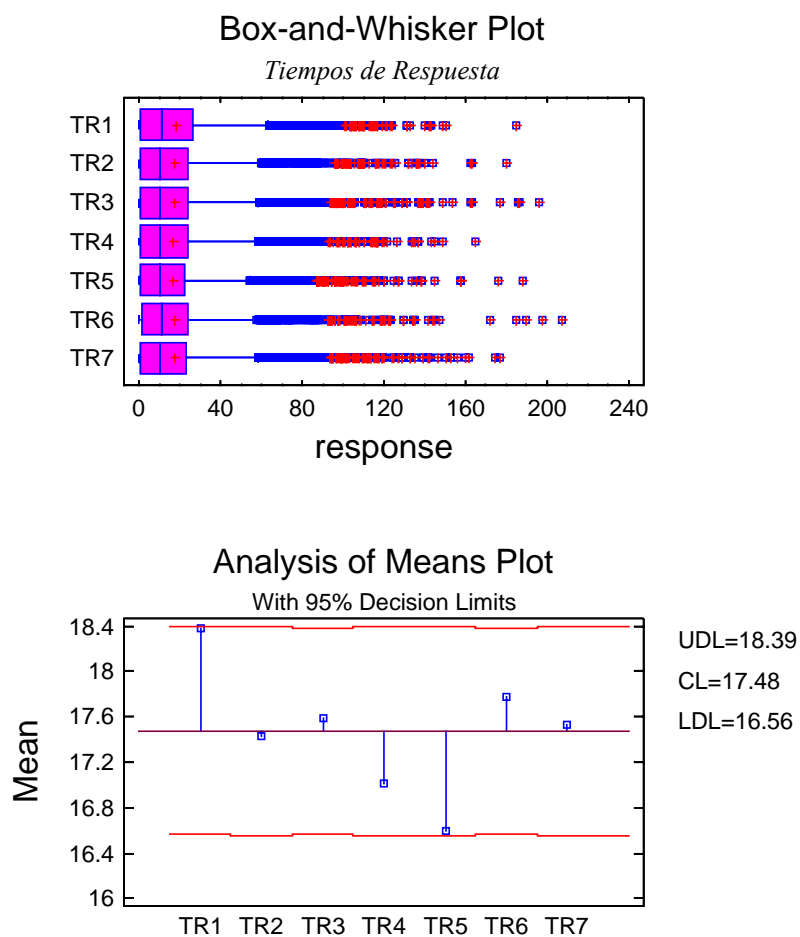 Box-and-Whisker Plot
Tiempos de Respuesta
TR1
TR2
TR3
TR4
TR5
TR6
TR7
0 40 80 120 160 200 240
response
Analysis of Means Plot
With 95% Decision Limits
18.4
18
17.6
17.2
16.8
16.4
16
Mean
UDL=18.39
CL=17.48
LDL=16.56
TR1 TR2 TR3 TR4 TR5 TR6 TR7